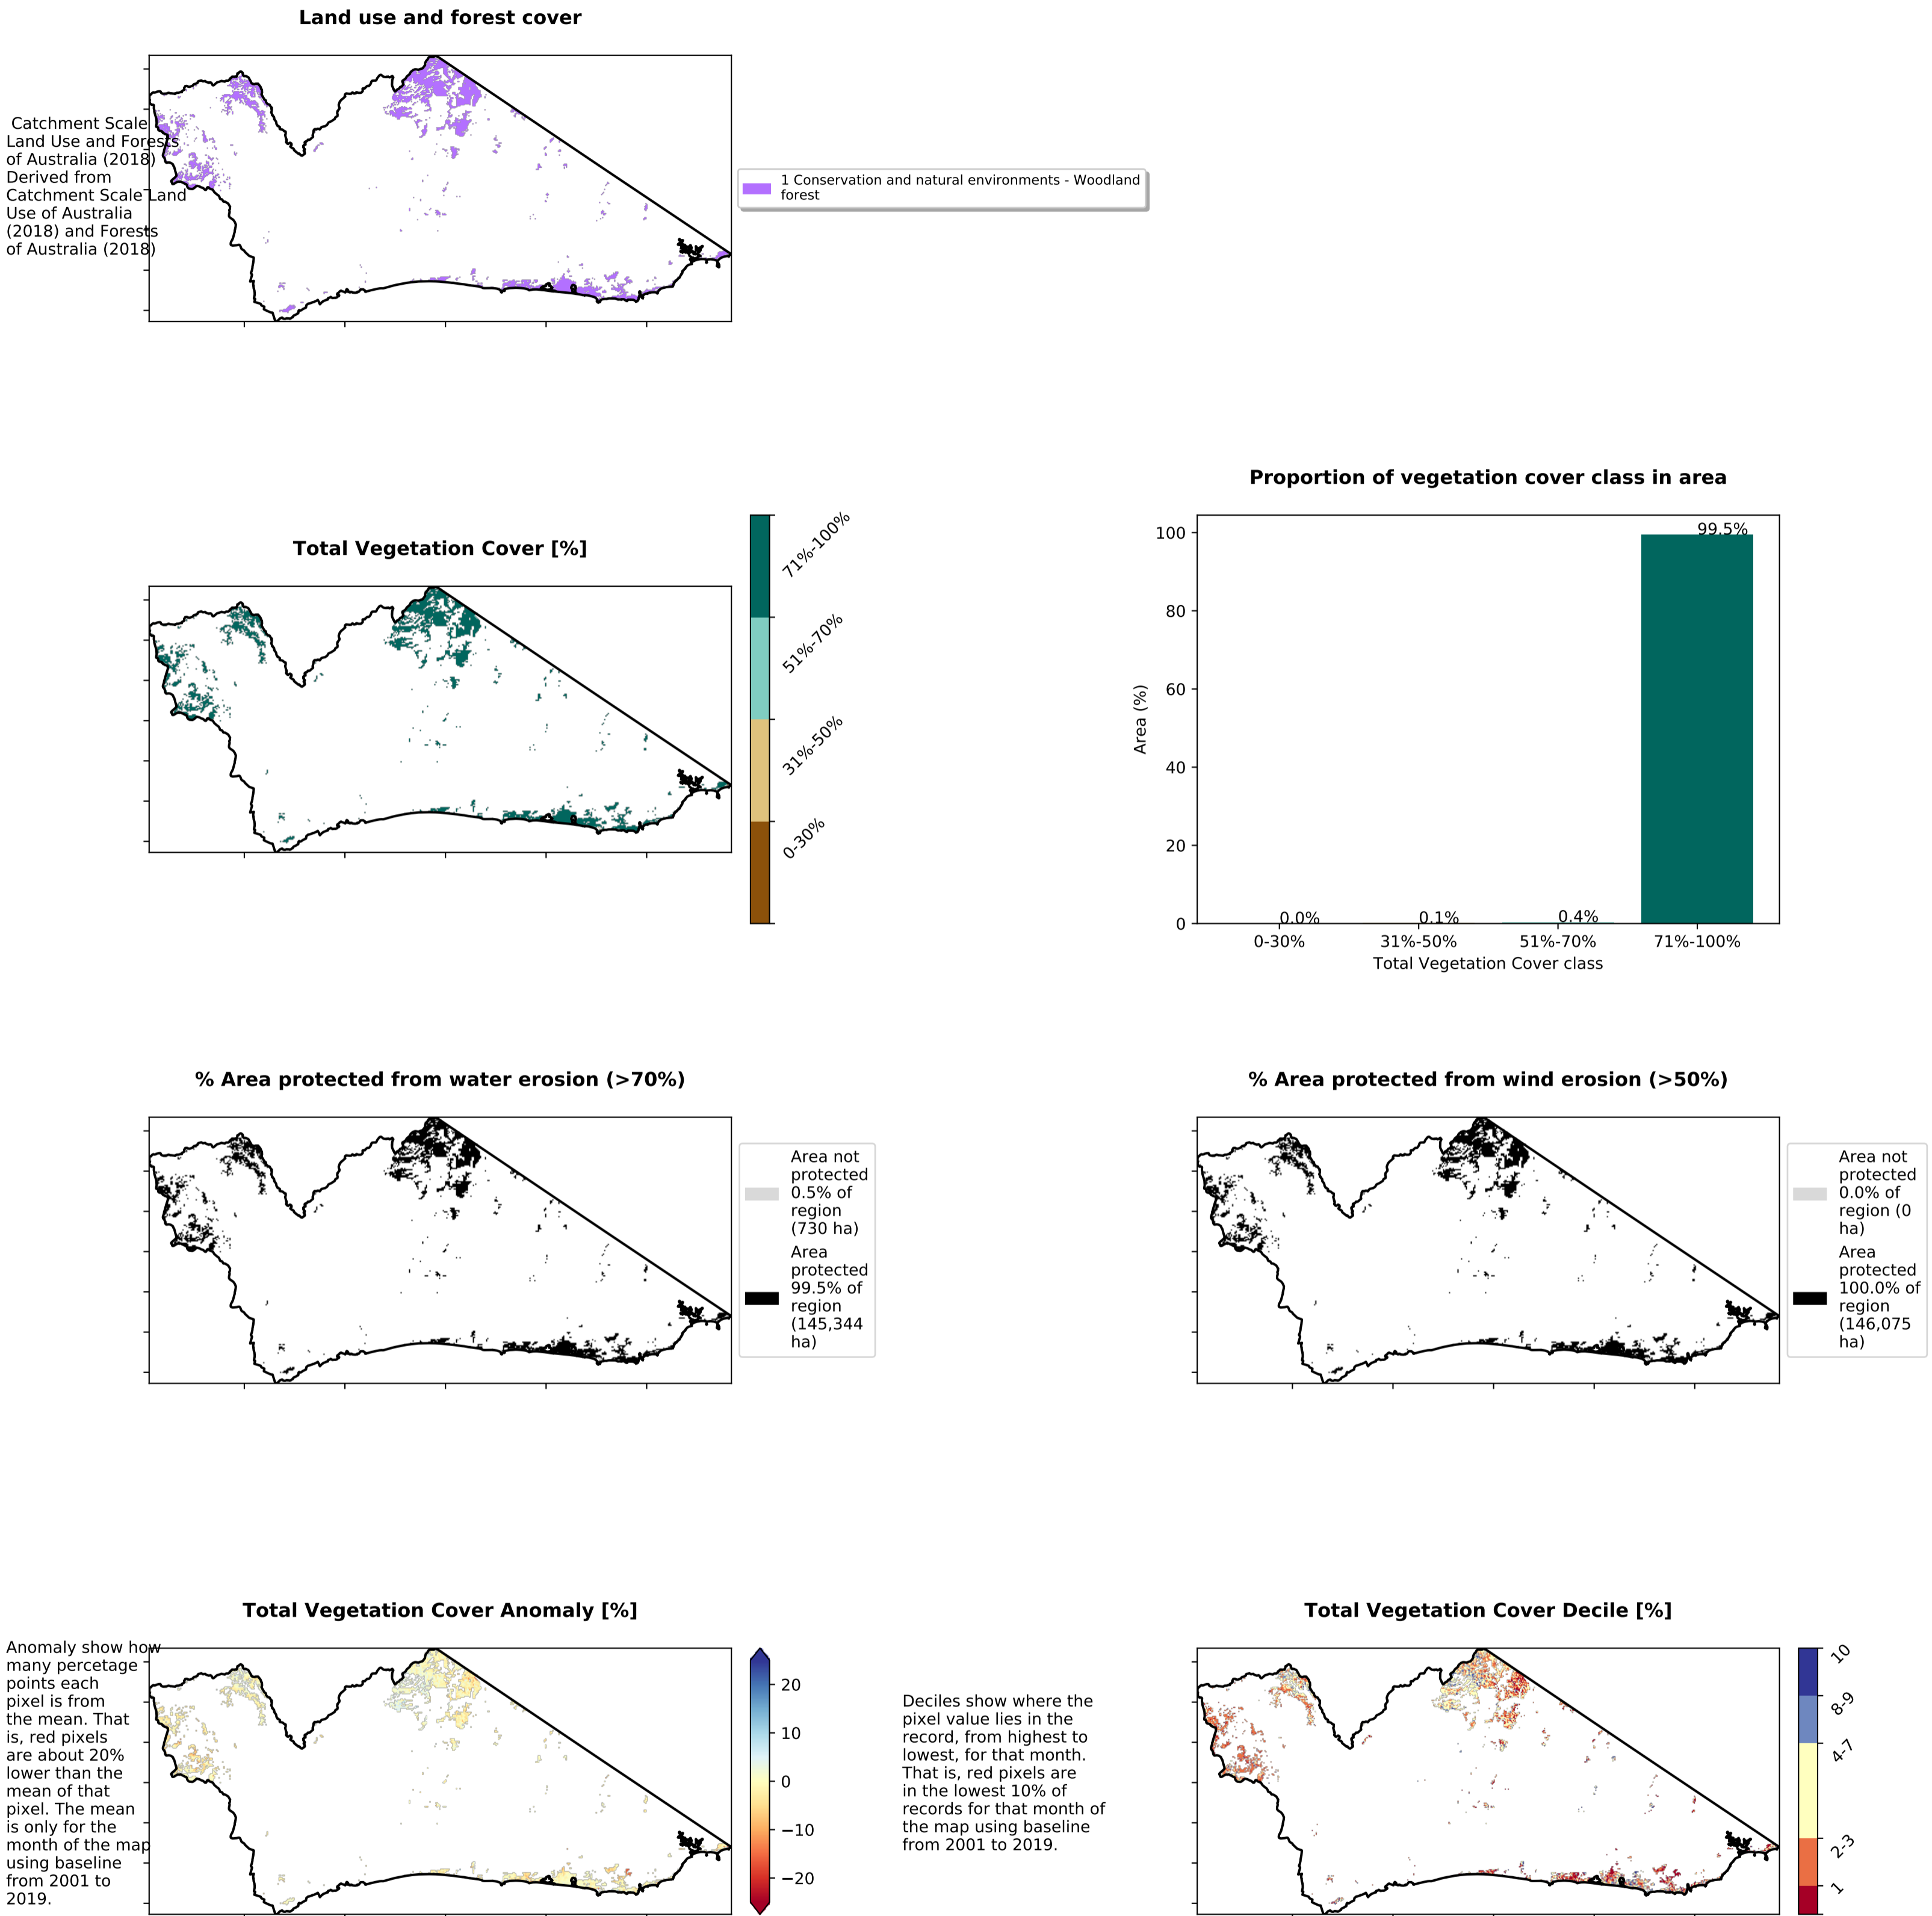 Land use and forest cover
Catchment Scale
Land Use and Forests
of Australia (2018)
Derived from
Catchment Scale Land
Use of Australia
(2018) and Forests
of Australia (2018)
1 Conservation and natural environments - Woodland
forest
Total Vegetation Cover [%]
71%-100%
51%-70%
31%-50%
0-30%
Proportion of vegetation cover class in area
100
80
60
40
20
0
Area (%)
0.0%
0.1%
0.4%
99.5%
0-30%
31%-50%
51%-70%
71%-100%
Total Vegetation Cover class
% Area protected from water erosion (>70%)
Area not
protected
0.5% of
region
(730 ha)
Area
protected
99.5% of
region
(145,344
ha)
% Area protected from wind erosion (>50%)
Area not
protected
0.0% of
region (0
ha)
Area
protected
100.0% of
region
(146,075
ha)
Total Vegetation Cover Anomaly [%]
Anomaly show how
many percetage
points each
pixel is from
the mean. That
is, red pixels
are about 20%
lower than the
mean of that
pixel. The mean
is only for the
month of the map
using baseline
from 2001 to
2019.
20
10
0
−10
−20
Deciles show where the
pixel value lies in the
record, from highest to
lowest, for that month.
That is, red pixels are
in the lowest 10% of
records for that month of
the map using baseline
from 2001 to 2019.
Total Vegetation Cover Decile [%]
10
8-9
4-7
2-3
1